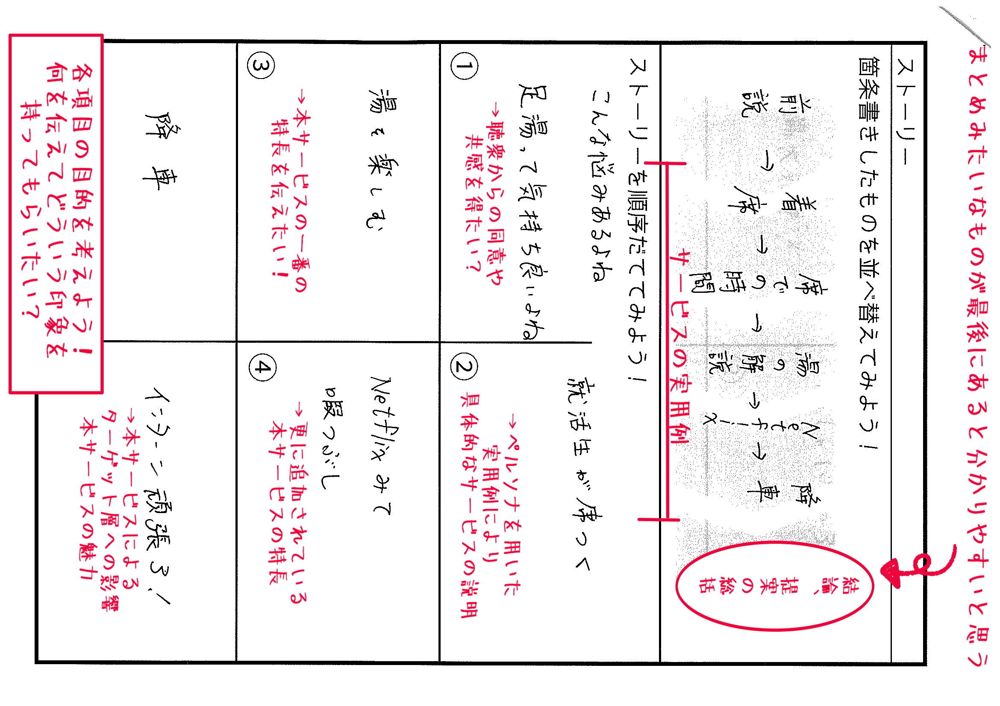 まとめみたいなものが最後にあると分かりやすいと思う
ストーリー
箇条書きしたものを並べ替えてみよう！
前説
→
着席
→
席での時間
→
湯の解説
→
Netflix
→
降車
結論、提案の総括
サービスの実用例
ストーリーを順序だててみよう！
①
こんな悩みあるよね
足湯って気持ち良いよね
→聴衆からの同意や
共感を得たい？
②
就活生が席つく
→ペルソナを用いた
実用例により
具体的なサービスの説明
③
湯を楽しむ
→本サービスの一番の
特長を伝えたい！
④
Netflixみて
暇つぶし
→更に追加されている
本サービスの特長
降車
インターン頑張る！
→本サービスによる
ターゲット層への影響
本サービスの魅力
各項目の目的を考えよう！
何を伝えてどういう印象を
持ってもらいたい？